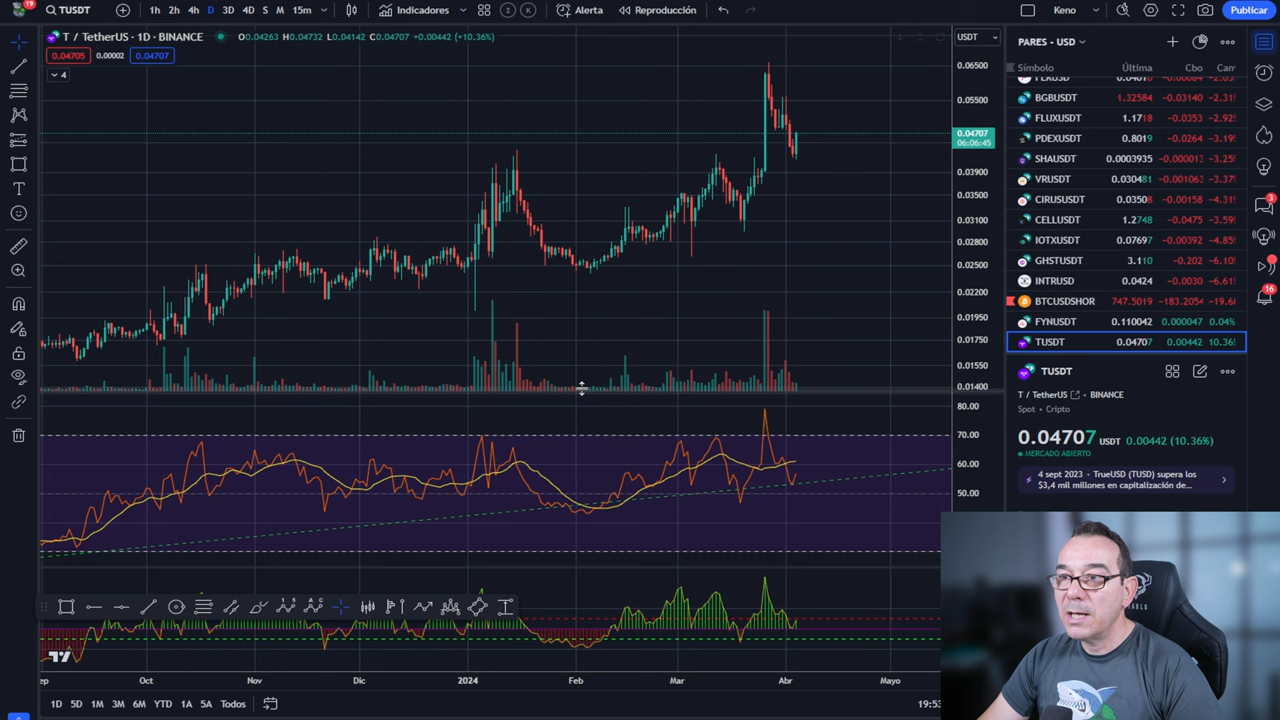 19
TUSDT
1h 2h 4h D 3D 4D S M 15m
Indicadores
2 K
Alerta
Reproducción
Keno
Publicar
T / TetherUS · 1D · BINANCE
O0.04263 H0.04732 L0.04142 C0.04707 +0.00442 (+10.36%)
0.04705 0.00002 0.04707
4
USDT
0.06500
0.05500
0.04707
06:06:45
0.03900
0.03500
0.03100
0.02800
0.02500
0.02200
0.01950
0.01750
0.01550
0.01400
80.00
70.00
60.00
50.00
Oct Nov Dic 2024 Feb Mar Abr Mayo
1D 5D 1M 3M 6M YTD 1A 5A Todos
19:53
PARES - USD
Símbolo Última Cbo
BGBUSDT 1.32584 −0.03140 −2.31
FLUXUSDT 1.1718 −0.0353 −2.92
PDEXUSDT 0.8019 −0.0264 −3.19
SHAUSDT 0.0003935 −0.000013 −3.25
VRUSDT 0.030481 −0.001063 −3.37
CIRUSUSDT 0.03508 −0.00158 −4.31
CELLUSDT 1.2748 −0.0475 −3.59
IOTXUSDT 0.07697 −0.00392 −4.85
GHSTUSDT 3.110 −0.202 −6.10
INTRUSD 0.0424 −0.0030 −6.61
BTCUSDSHOR 747.5019 −183.2054 −19.6
FYNUSDT 0.110042 0.000047 0.04%
TUSDT 0.04707 0.00442 10.36
TUSDT
T / TetherUS · BINANCE
Spot · Cripto
0.04707 USDT 0.00442 (10.36%)
MERCADO ABIERTO
4 sept 2023 · TrueUSD (TUSD) supera los
$3,4 mil millones en capitalización de...
3
16